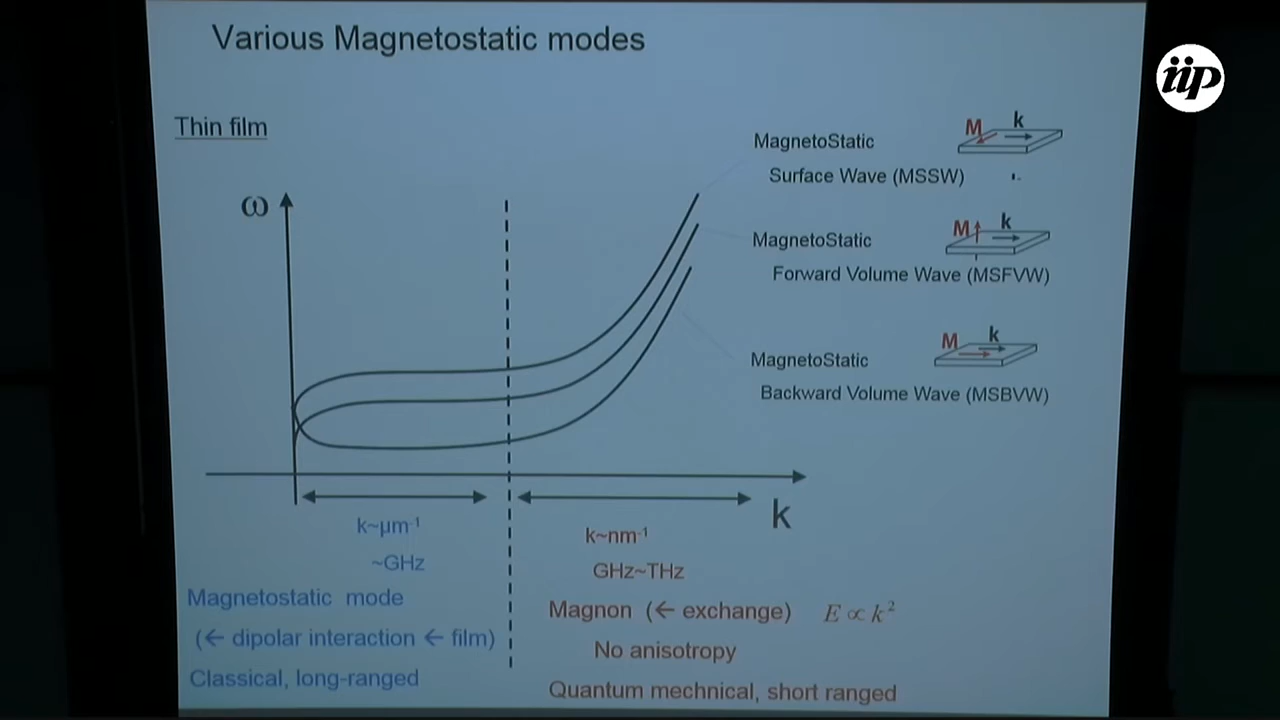 Various Magnetostatic modes
iip
Thin film
MagnetoStatic
Surface Wave (MSSW)
M k
ω
MagnetoStatic
Forward Volume Wave (MSFVW)
M k
MagnetoStatic
Backward Volume Wave (MSBVW)
M k
k
k~μm⁻¹
~GHz
Magnetostatic mode
(← dipolar interaction ← film)
Classical, long-ranged
k~nm⁻¹
GHz~THz
Magnon (← exchange) E ∝ k²
No anisotropy
Quantum mechnical, short ranged